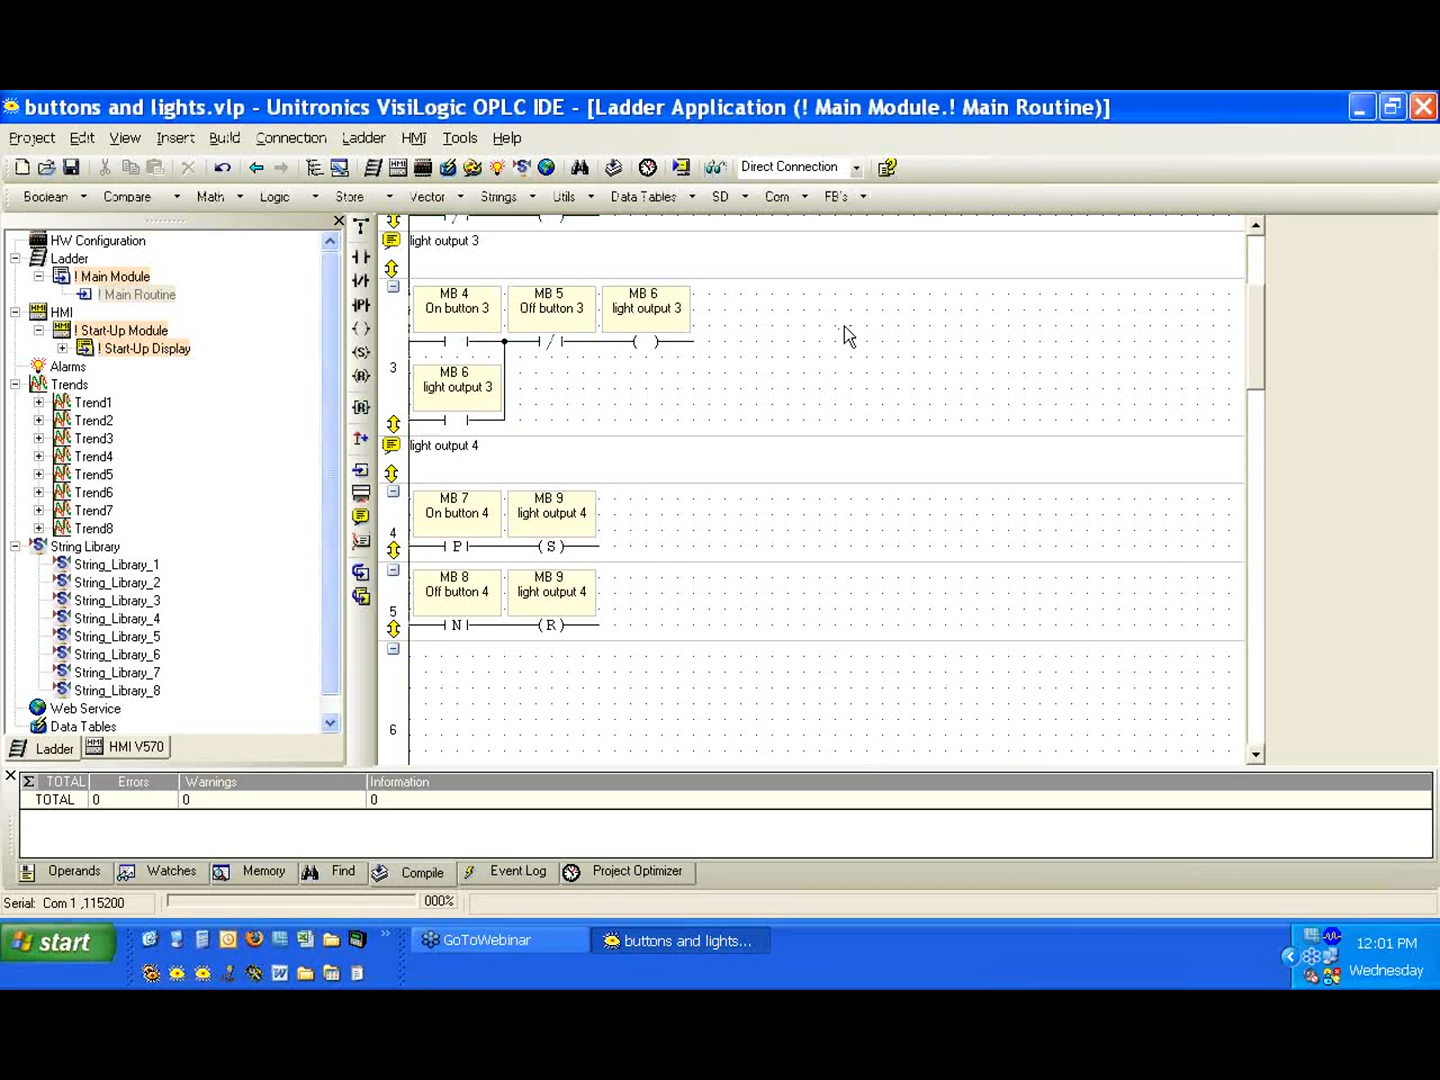 buttons and lights.vlp - Unitronics VisiLogic OPLC IDE - [Ladder Application (! Main Module.! Main Routine)]
Project Edit View Insert Build Connection Ladder HMI Tools Help
Direct Connection
Boolean Compare Math Logic Store Vector Strings Utils Data Tables SD Com FB's
HW Configuration
Ladder
! Main Module
! Main Routine
HMI
! Start-Up Module
! Start-Up Display
Alarms
Trends
Trend1
Trend2
Trend3
Trend4
Trend5
Trend6
Trend7
Trend8
String Library
String_Library_1
String_Library_2
String_Library_3
String_Library_4
String_Library_5
String_Library_6
String_Library_7
String_Library_8
Web Service
Data Tables
Ladder HMI V570
light output 3
MB 4 MB 5 MB 6
On button 3 Off button 3 light output 3
3
MB 6
light output 3
light output 4
MB 7 MB 9
On button 4 light output 4
4
P (S)
MB 8 MB 9
Off button 4 light output 4
5
N (R)
6
Σ TOTAL Errors Warnings Information
TOTAL 0 0 0
Operands Watches Memory Find Compile Event Log Project Optimizer
Serial: Com 1 ,115200 000%
start GoToWebinar buttons and lights... 12:01 PM
Wednesday